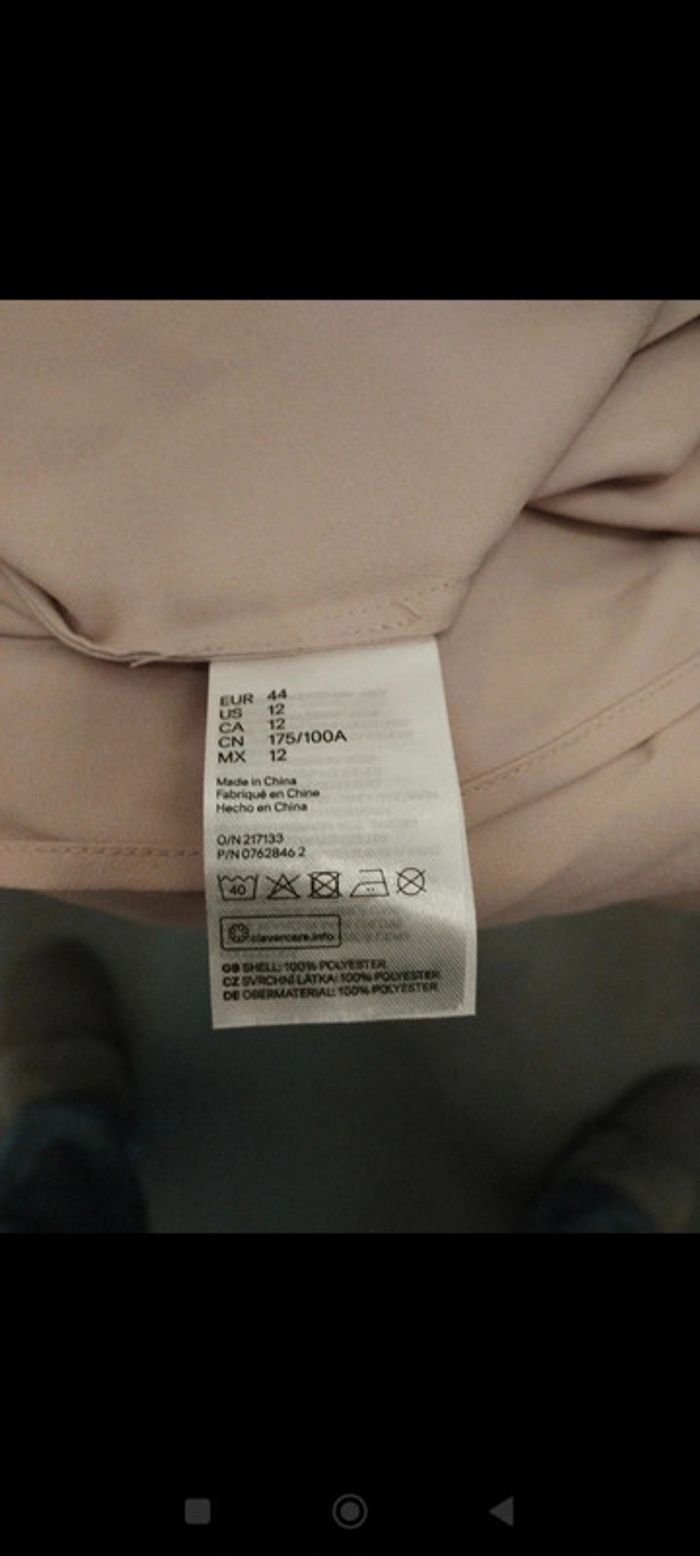 EUR 44
US 12
CA 12
CN 175/100A
MX 12
Made in China
Fabriqué en Chine
Hecho en China
O/N 217133
P/N 0762846 2
40
clevercare.info
GB SHELL: 100% POLYESTER
CZ SVRCHNÍ LÁTKA: 100% POLYESTER
DE OBERMATERIAL: 100% POLYESTER